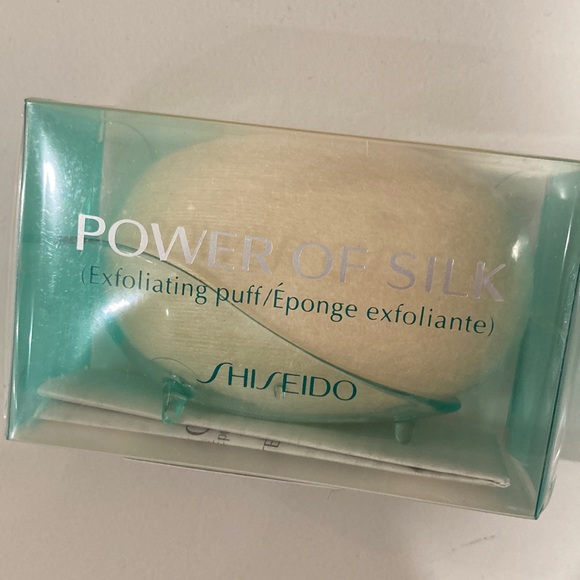 POWER OF SILK
(Exfoliating puff/Éponge exfoliante)
SHISEIDO